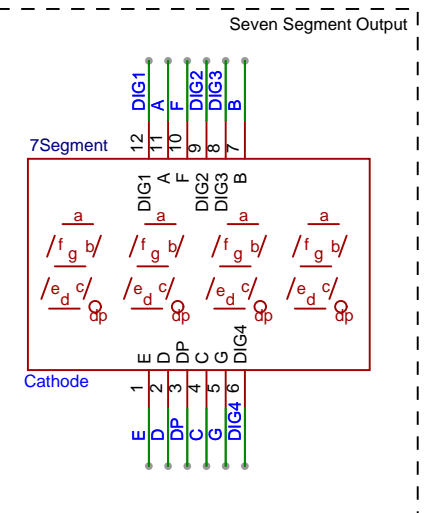 Seven Segment Output
DIG1 A F DIG2 DIG3 B
12 11 10 9 8 7
7Segment
DIG1 A F DIG2 DIG3 B
a a a a
f g b f g b f g b f g b
e d c e d c e d c e d c
dp dp dp dp
E D DP C G DIG4
Cathode
1 2 3 4 5 6
E D DP C G DIG4